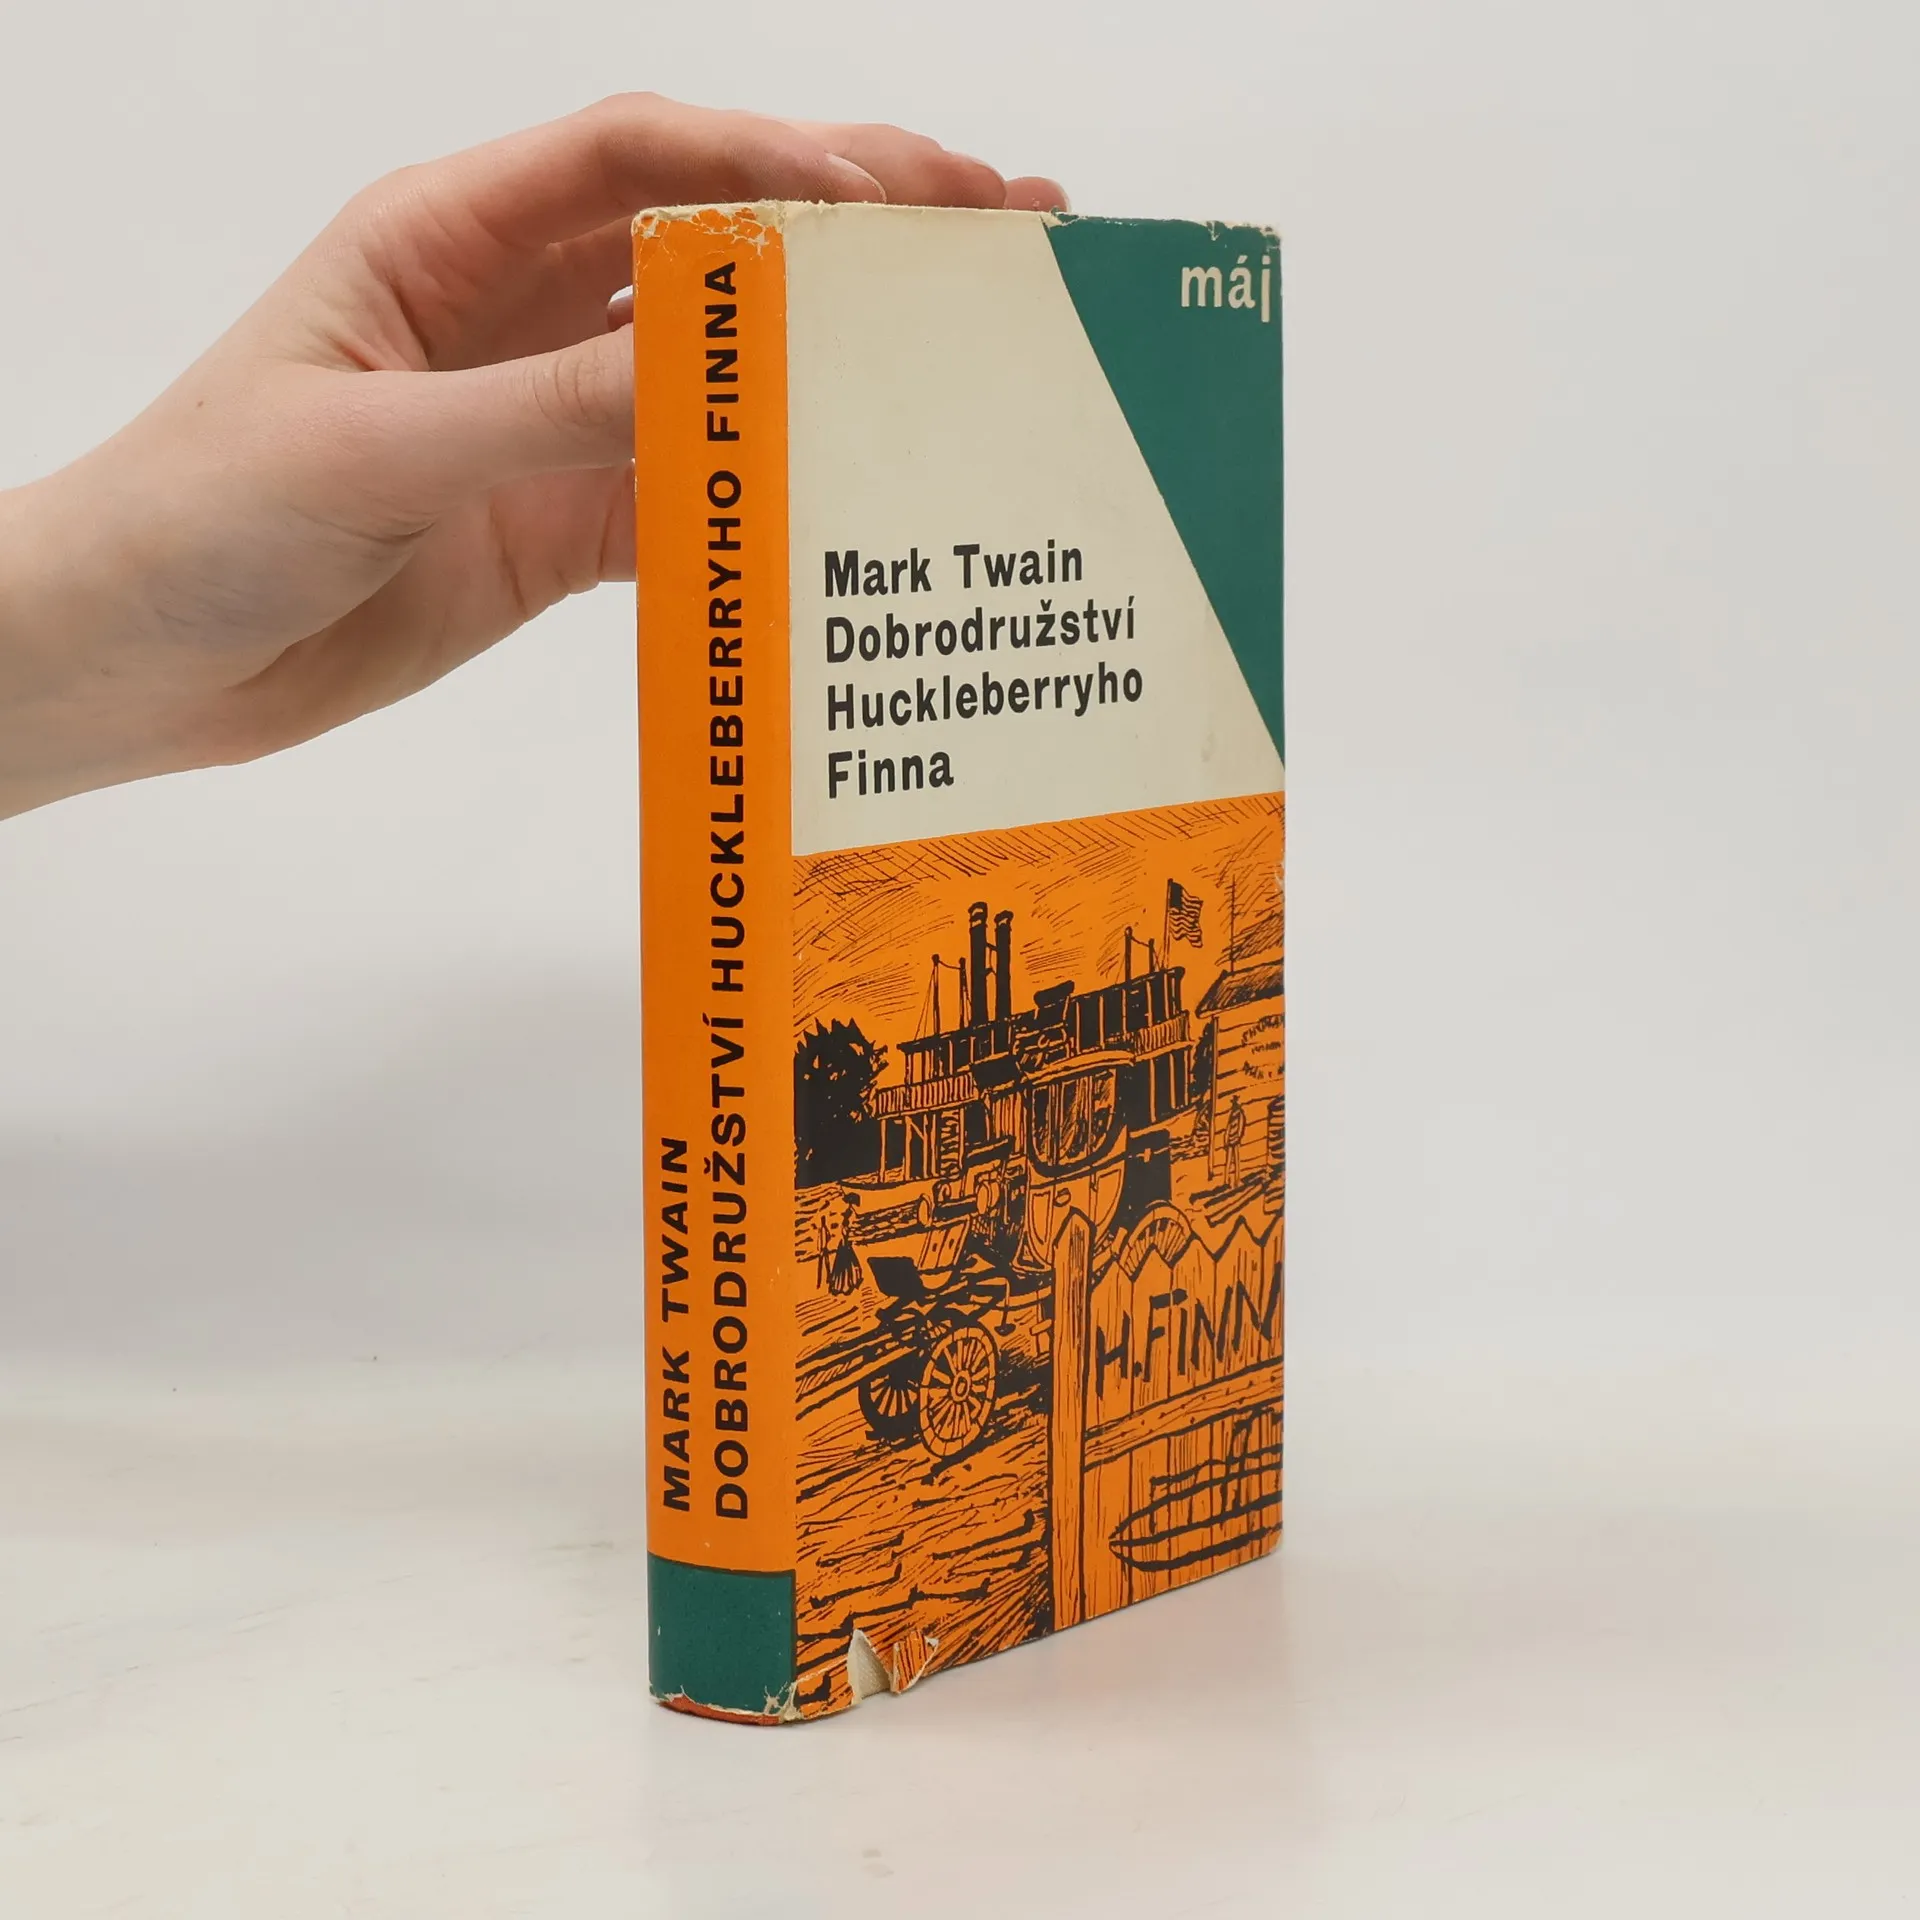 MARK TWAIN
DOBRODRUŽSTVÍ HUCKLEBERRYHO FINNA
máj
Mark Twain
Dobrodružství
Huckleberryho
Finna
H. FINN